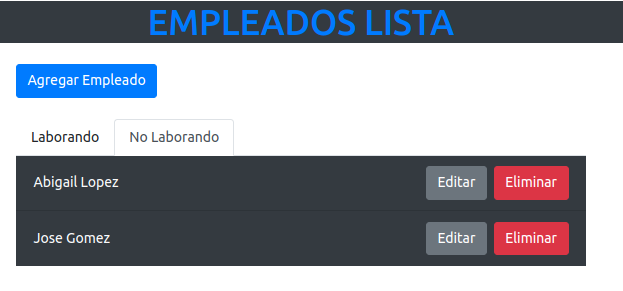 EMPLEADOS LISTA
Agregar Empleado
Laborando No Laborando
Abigail Lopez Editar Eliminar
Jose Gomez Editar Eliminar